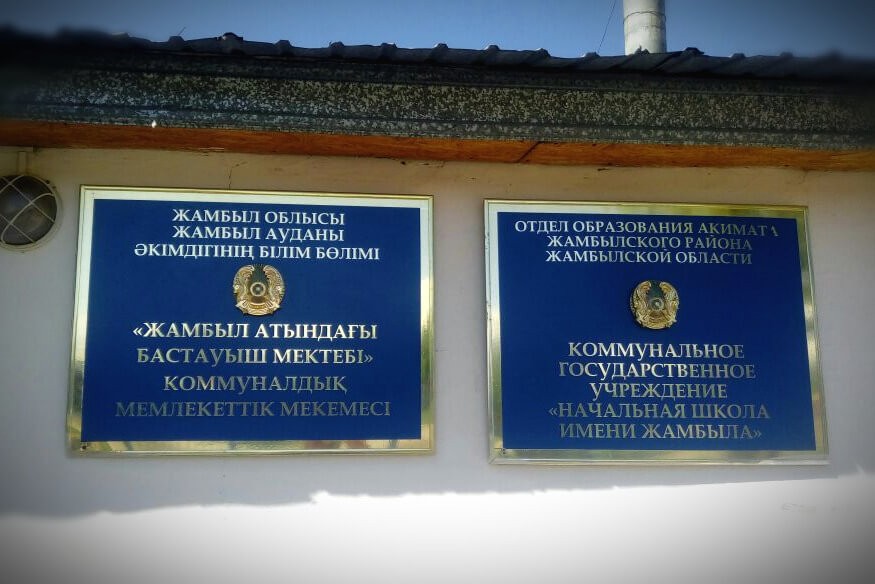 ЖАМБЫЛ ОБЛЫСЫ
ЖАМБЫЛ АУДАНЫ
ӘКІМДІГІНІҢ БІЛІМ БӨЛІМІ
«ЖАМБЫЛ АТЫНДАҒЫ
БАСТАУЫШ МЕКТЕБІ»
КОММУНАЛДЫҚ
МЕМЛЕКЕТТІК МЕКЕМЕСІ
ОТДЕЛ ОБРАЗОВАНИЯ АКИМАТА
ЖАМБЫЛСКОГО РАЙОНА
ЖАМБЫЛСКОЙ ОБЛАСТИ
КОММУНАЛЬНОЕ
ГОСУДАРСТВЕННОЕ
УЧРЕЖДЕНИЕ
«НАЧАЛЬНАЯ ШКОЛА
ИМЕНИ ЖАМБЫЛА»